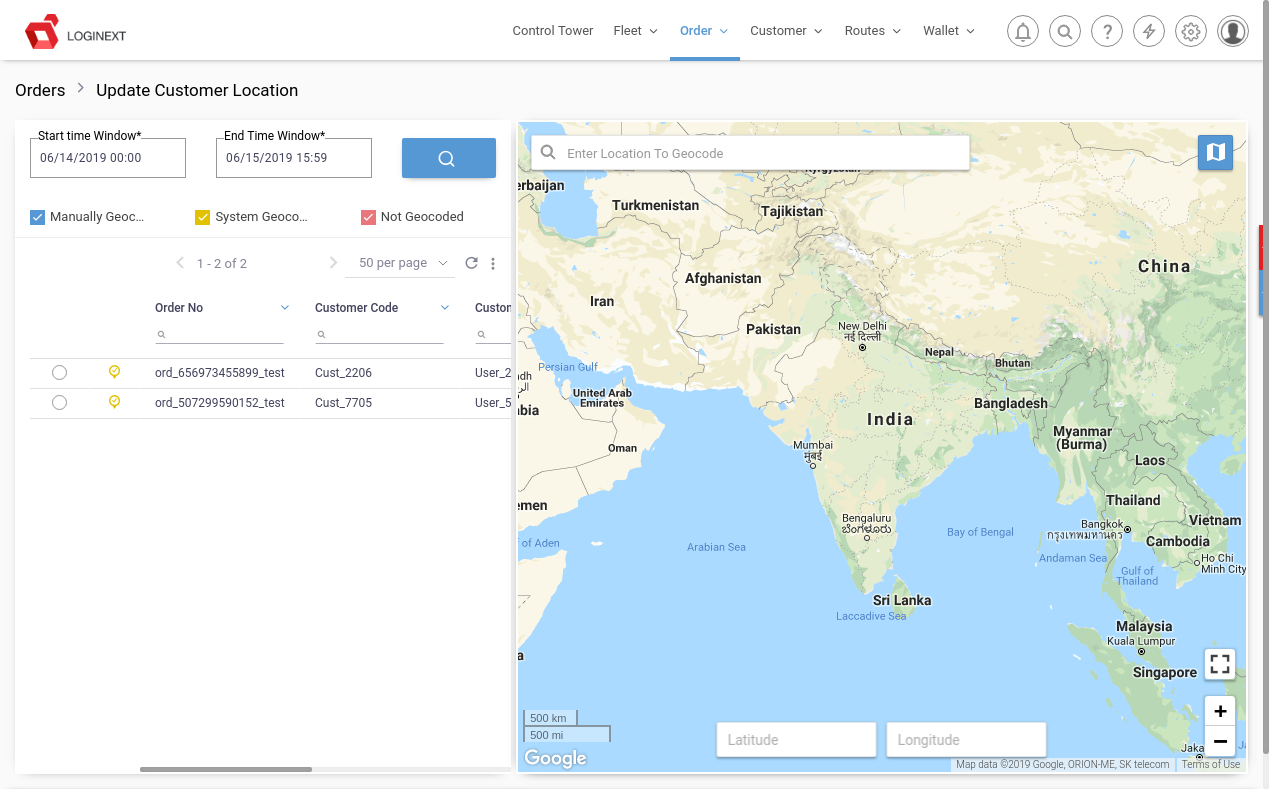 LOGINEXT
Control Tower
Fleet
Order
Customer
Routes
Wallet
Orders > Update Customer Location
Start time Window*
06/14/2019 00:00
End Time Window*
06/15/2019 15:59
Manually Geoc...
System Geoco...
Not Geocoded
1 - 2 of 2
50 per page
Order No
Customer Code
Custon
ord_656973455899_test
Cust_2206
User_2
ord_507299590152_test
Cust_7705
User_5
Enter Location To Geocode
Kyrgyzstan
erbaijan
Turkmenistan
Tajikistan
China
Afghanistan
Iran
Pakistan
New Delhi
नई दिल्ली
Nepal
Bhutan
Persian Gulf
United Arab
Emirates
bia
Bangladesh
India
Myanmar
(Burma)
Mumbai
मुंबई
Oman
Laos
emen
Thailand
Bengaluru
ಬೆಂಗಳೂರು
Vietnam
Bangkok
กรุงเทพมหานคร
Bay of Bengal
Cambodia
of Aden
Arabian Sea
Andaman Sea
Ho Chi
Minh City
Gulf of
Thailand
Sri Lanka
Laccadive Sea
Malaysia
Kuala Lumpur
Singapore
500 km
500 mi
Latitude
Longitude
Jaka
Google
Map data ©2019 Google, ORION-ME, SK telecom
Terms of Use